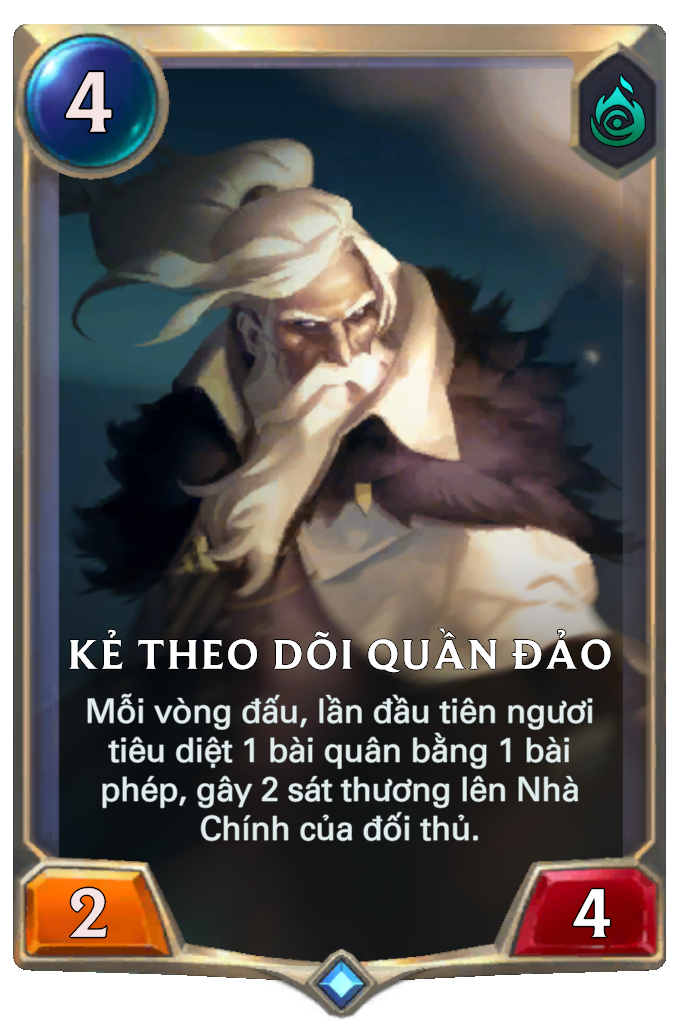 4
KẺ THEO DÕI QUẦN ĐẢO
Mỗi vòng đấu, lần đầu tiên ngươi
tiêu diệt 1 bài quân bằng 1 bài
phép, gây 2 sát thương lên Nhà
Chính của đối thủ.
2
4